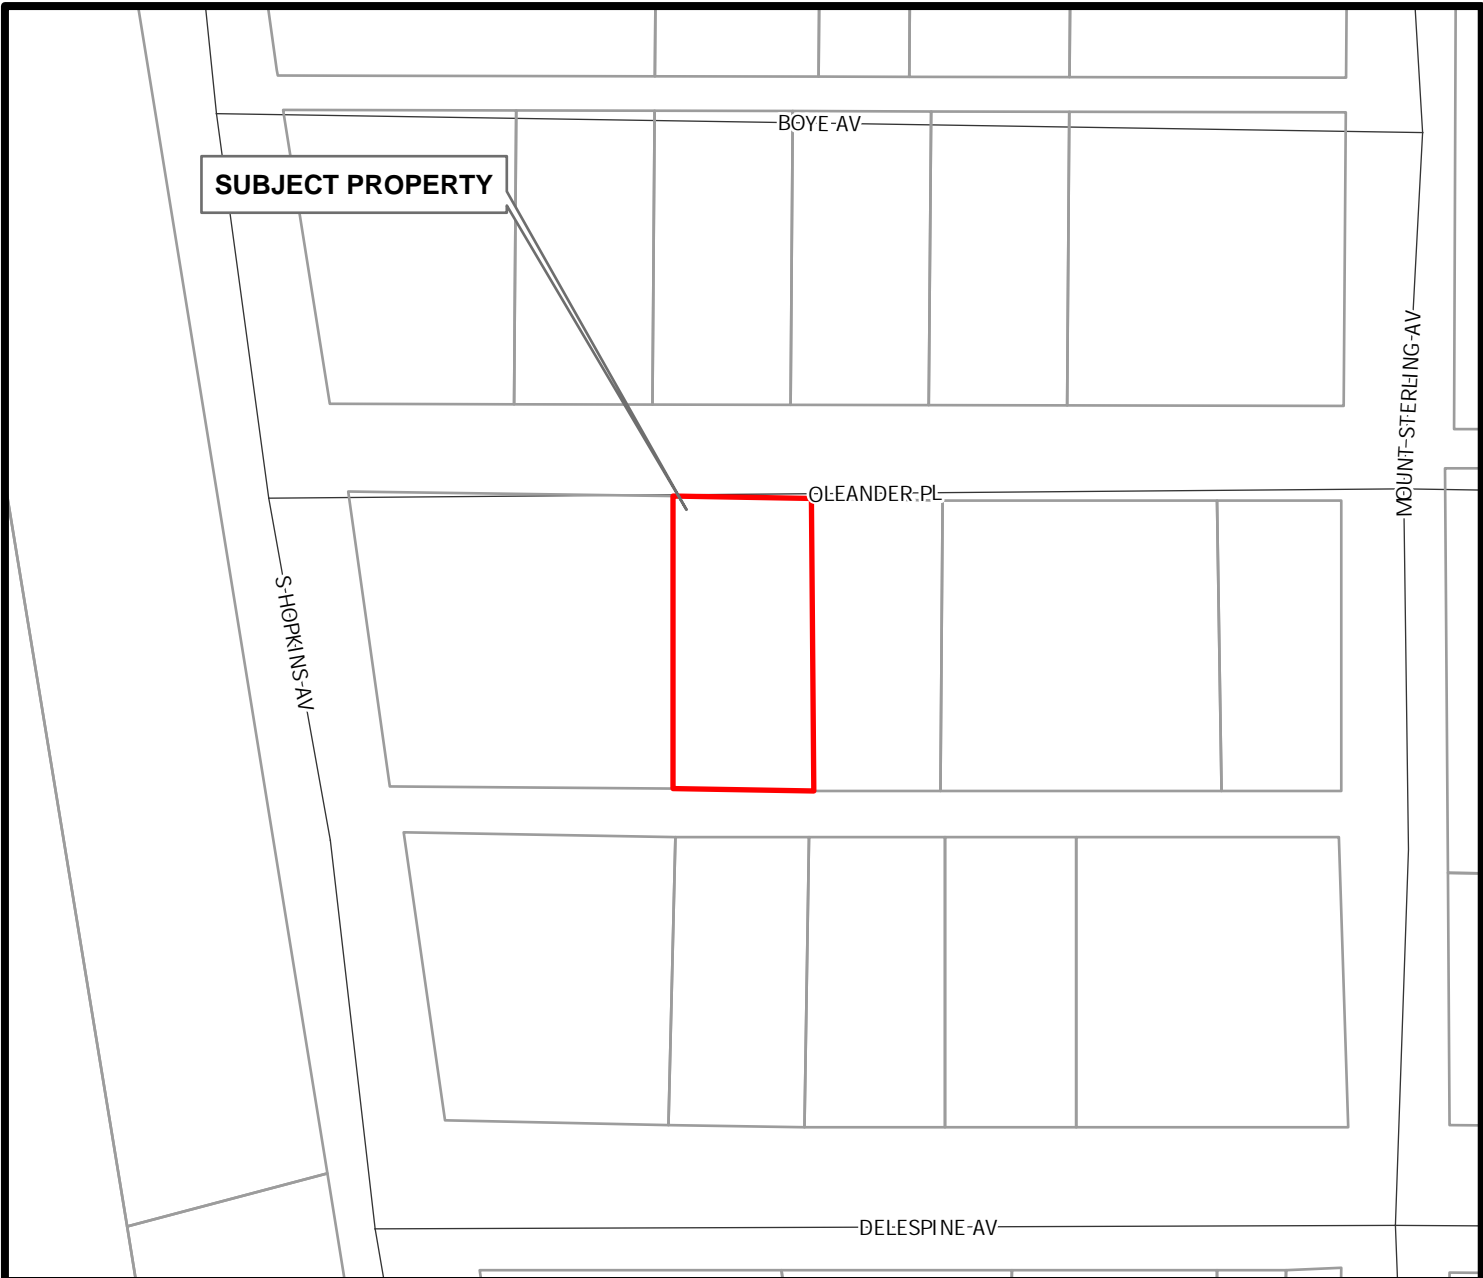 BOYE AV
SUBJECT PROPERTY
MOUNT STERLING AV
OLEANDER PL
S HOPKINS AV
DELESPINE AV